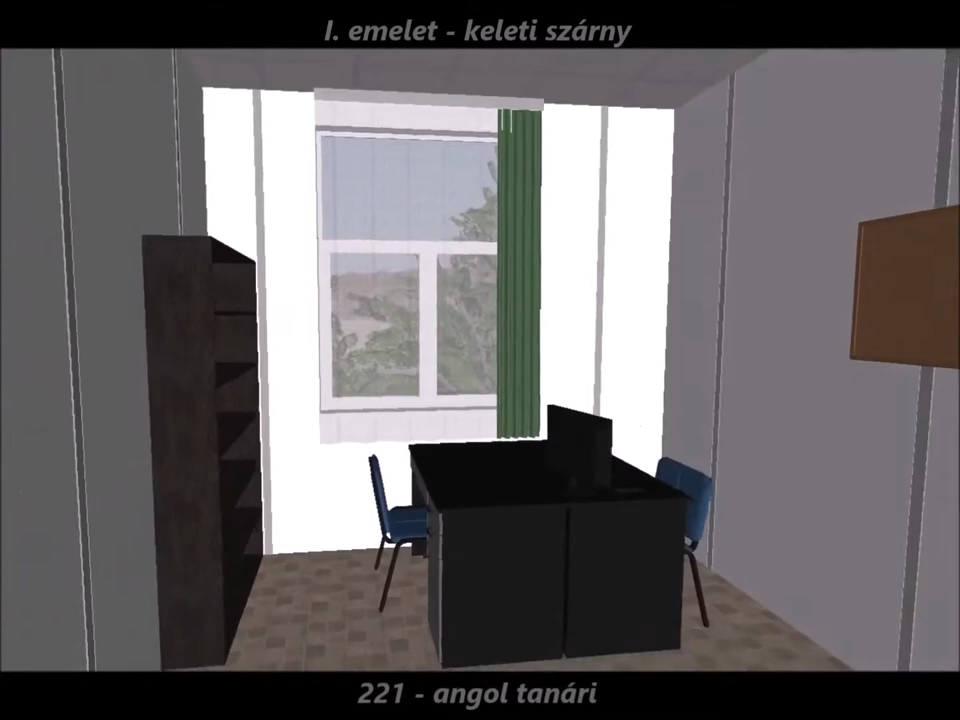 I. emelet - keleti szárny
221 - angol tanári